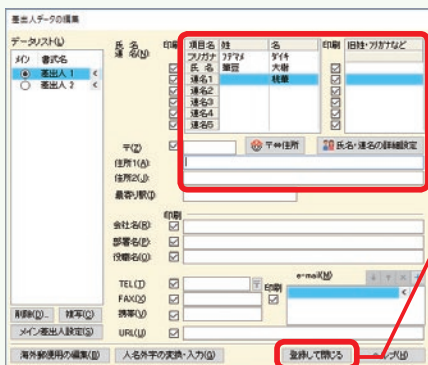 差出人データの編集
データリスト(L)
メイン 書式名
差出人 1 <
差出人 2 <
氏 名
連 名(N)
印刷
項目名 姓 名 印刷 旧姓・フリガナなど
フリガナ フデマメ ダイキ
氏 名 筆豆 大樹
連名1 桃華
連名2
連名3
連名4
連名5
〒(Z) 〒⇔住所 氏名・連名の詳細設定
住所1(A):
住所2(J):
最寄り駅(I)
印刷
会社名(B):
部署名(P):
役職名(O):
TEL(T) 印刷 e-mail(M)
FAX(X) <
携帯(V)
URL(U)
削除(D)... 複写(C)
メイン差出人設定(S)
海外郵便用の編集(R) 人名外字の変換・入力(G) 登録して閉じる ヘルプ(H)